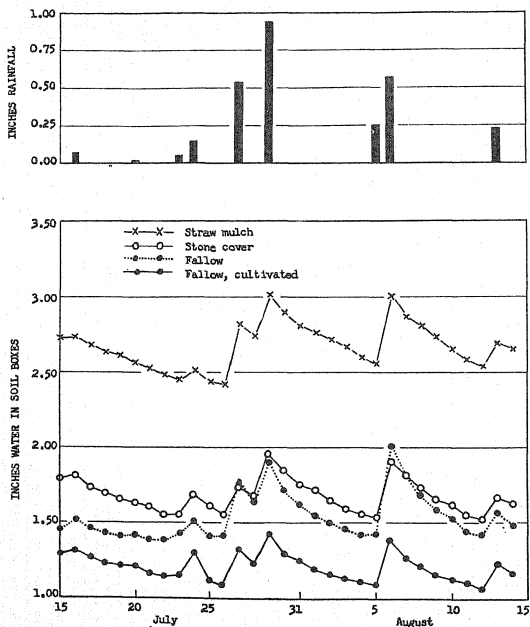 INCHES RAINFALL
1.00
0.75
0.50
0.25
0.00
INCHES WATER IN SOIL BOXES
3.50
3.00
2.50
2.00
1.50
1.00
Straw mulch
Stone cover
Fallow
Fallow, cultivated
15 20 25 31 5 10 15
July August